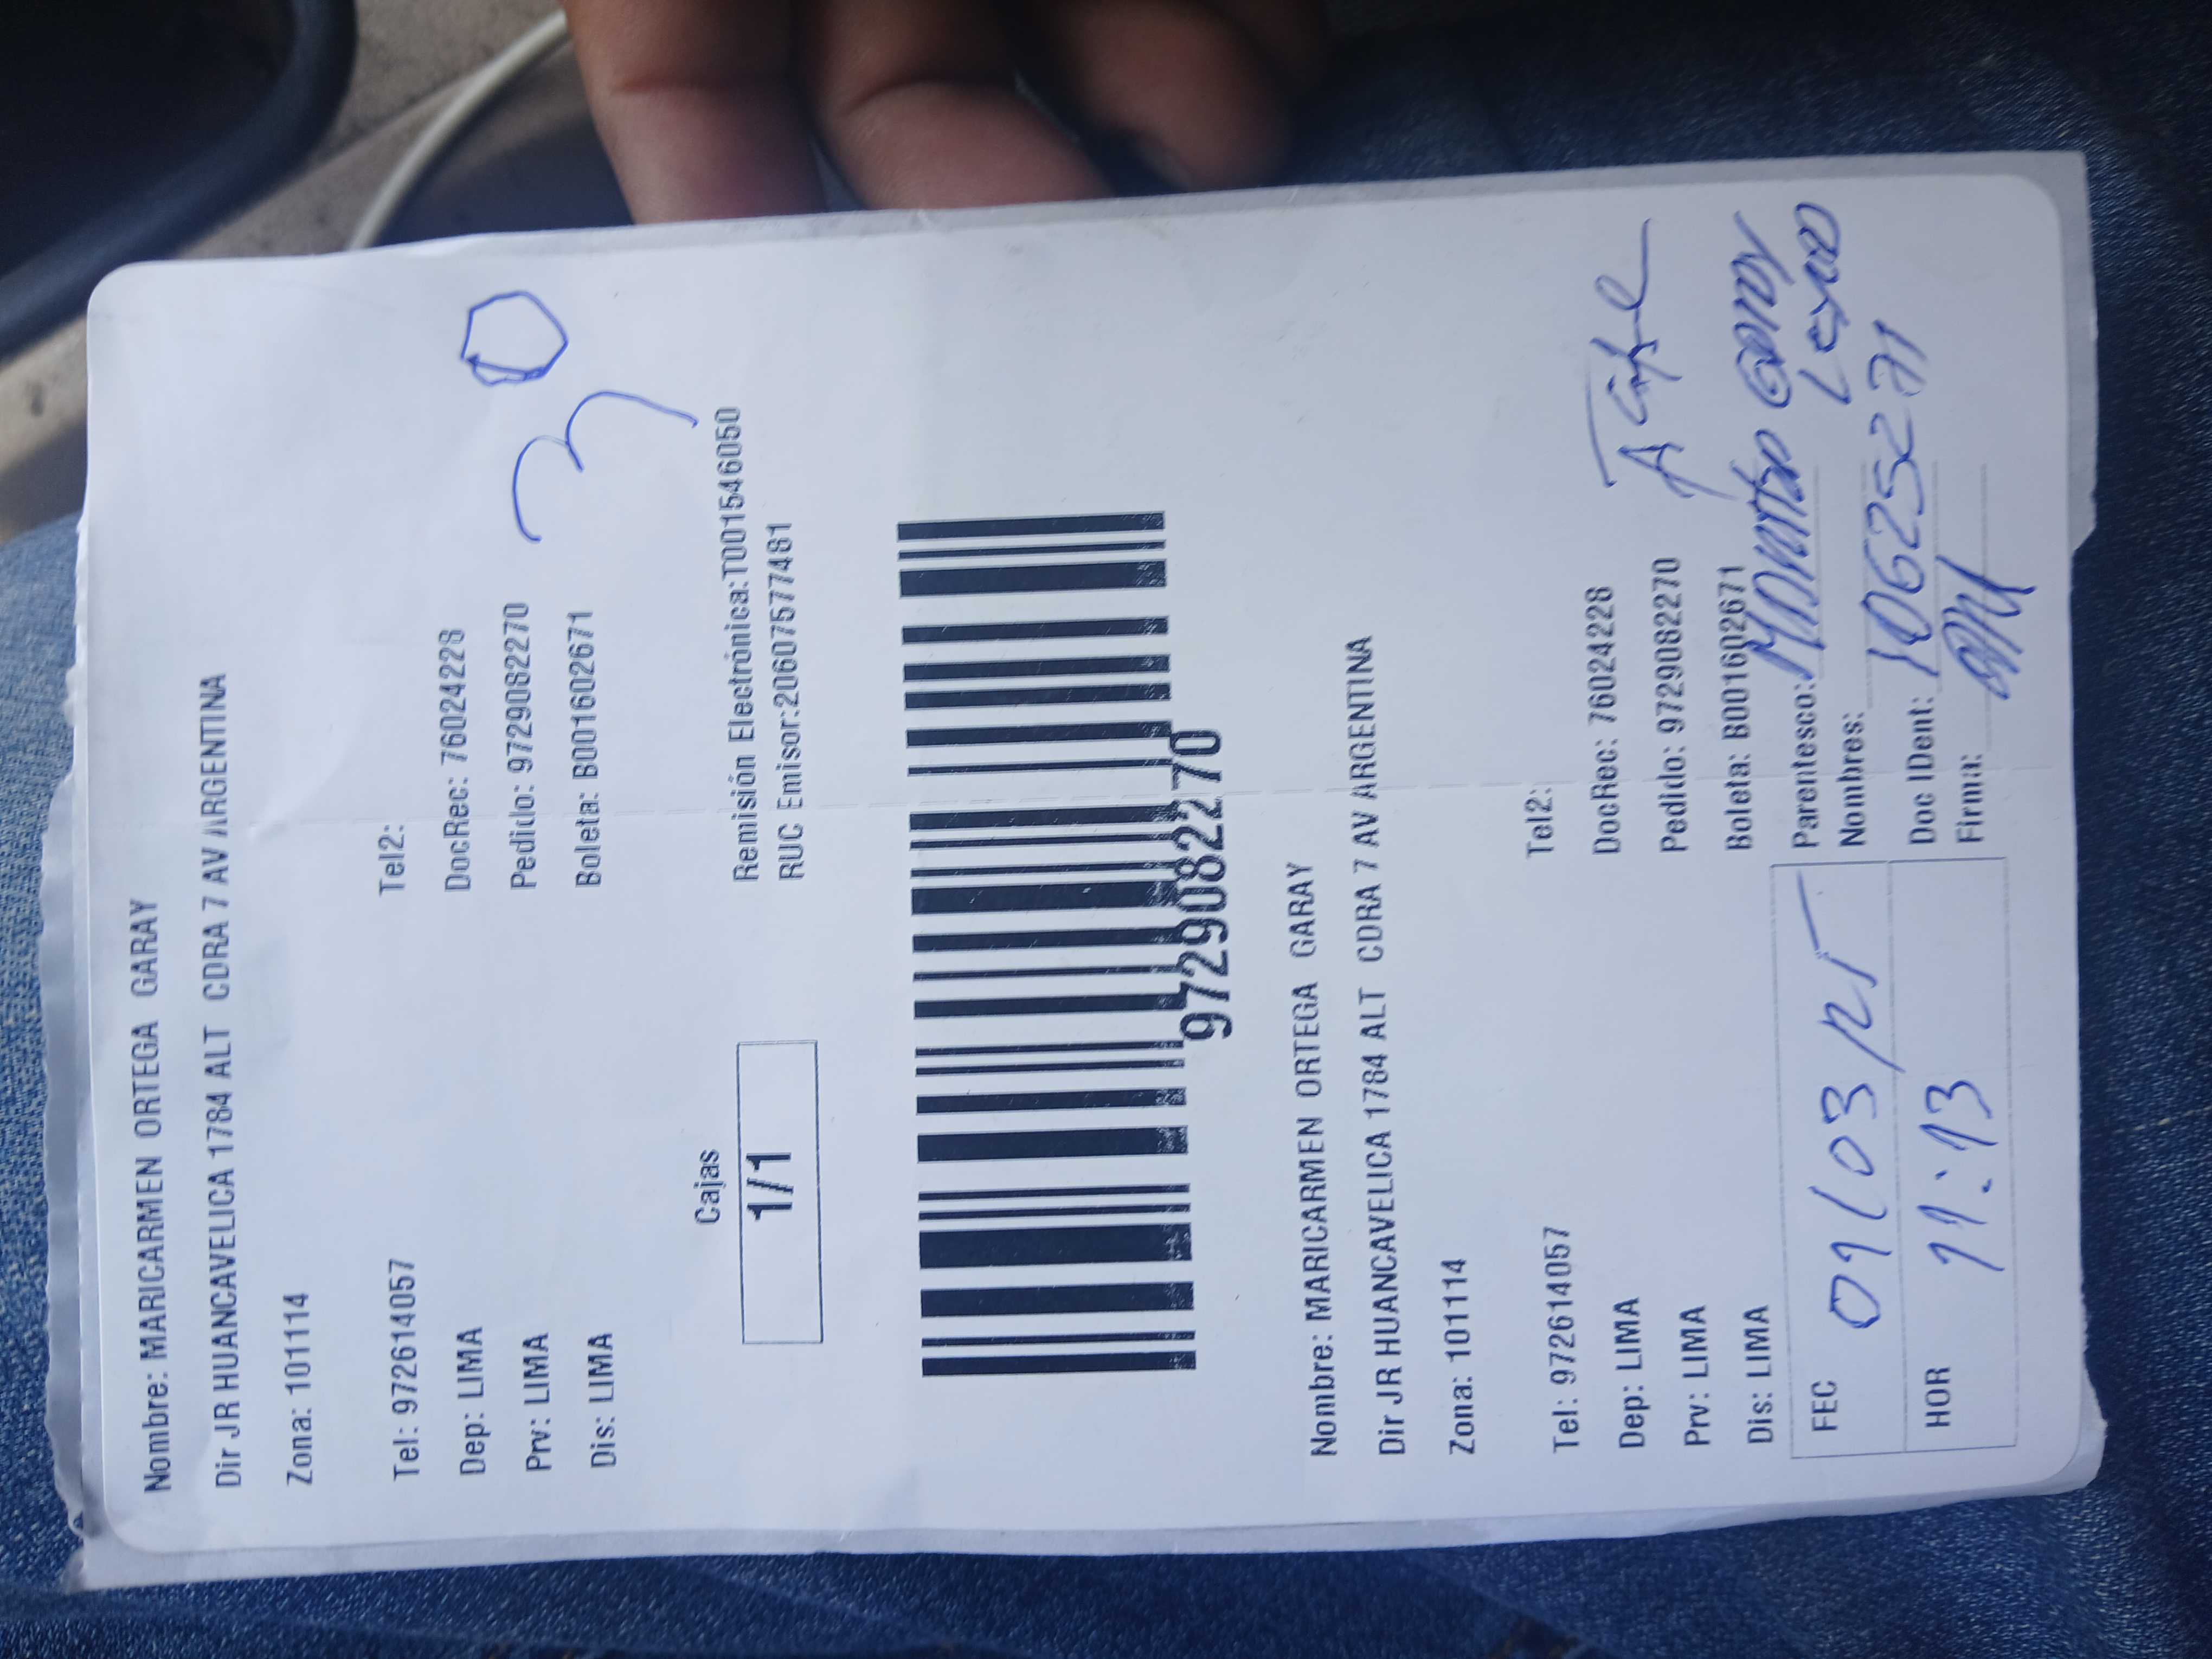 Nombre: MARICARMEN ORTEGA GARAY
Dir JR HUANCAVELICA 1784 ALT CDRA 7 AV ARGENTINA
Zona: 101114
Tel: 972614057 Tel2:
Dep: LIMA DocRec: 76024228
Prv: LIMA Pedido: 9729082270
Dis: LIMA Boleta: B001602671
3
Cajas
1/1
Remisión Electrónica:T001546050
RUC Emisor:20607577481
9729082270
Nombre: MARICARMEN ORTEGA GARAY
Dir JR HUANCAVELICA 1784 ALT CDRA 7 AV ARGENTINA
Zona: 101114
Tel: 972614057 Tel2:
Dep: LIMA DocRec: 76024228
Prv: LIMA Pedido: 9729082270
Dis: LIMA Boleta: B001602671
FEC 01/03/25
HOR 11:13
Parentesco:
Nombres:
Doc IDent: 10625271
Firma: